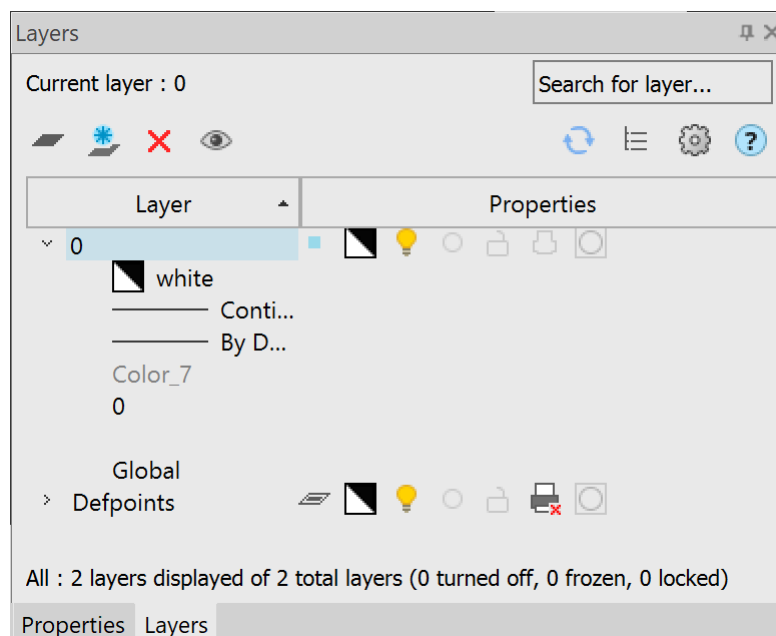 Layers
Current layer : 0
Search for layer...
?
Layer
Properties
0
white
Conti...
By D...
Color_7
0
Global
Defpoints
All : 2 layers displayed of 2 total layers (0 turned off, 0 frozen, 0 locked)
Properties Layers